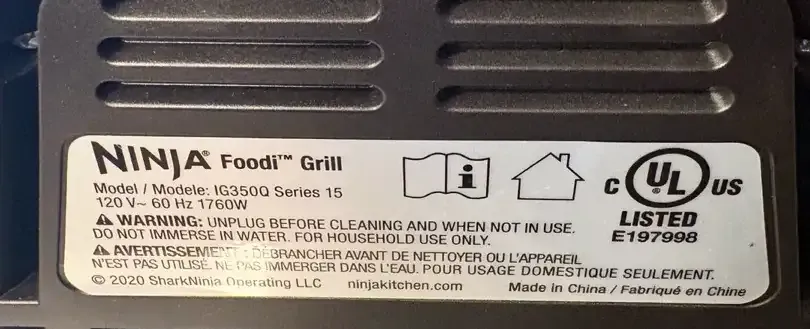 NINJA® Foodi™ Grill
Model / Modele: IG350Q Series 15
120 V~ 60 Hz 1760W
WARNING: UNPLUG BEFORE CLEANING AND WHEN NOT IN USE.
DO NOT IMMERSE IN WATER. FOR HOUSEHOLD USE ONLY.
AVERTISSEMENT : DÉBRANCHER AVANT DE NETTOYER OU L'APPAREIL
N'EST PAS UTILISÉ. NE PAS IMMERGER DANS L'EAU. POUR USAGE DOMESTIQUE SEULEMENT.
© 2020 SharkNinja Operating LLC ninjakitchen.com Made in China / Fabriqué en Chine
i
C UL® US
LISTED
E197998